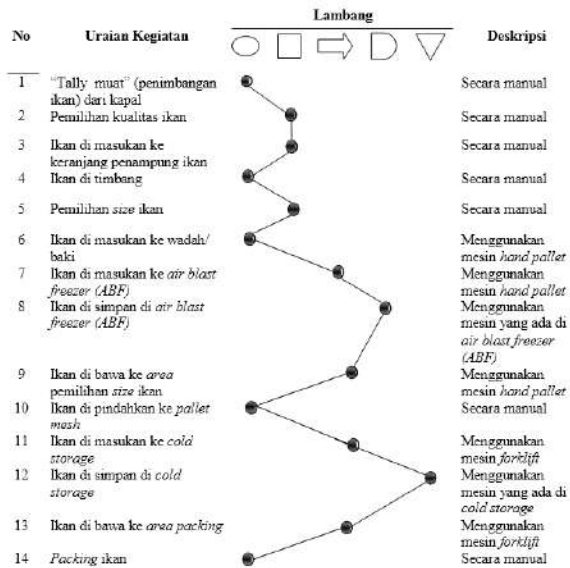 Lambang
No Uraian Kegiatan Deskripsi
1 "Tally muat" (penimbangan Secara manual
ikan) dari kapal
2 Pemilihan kualitas ikan Secara manual
3 Ikan di masukan ke Secara manual
keranjang penampung ikan
4 Ikan di timbang Secara manual
5 Pemilihan size ikan Secara manual
6 Ikan di masukan ke wadah/ Menggunakan
baki mesin hand pallet
7 Ikan di masukan ke air blast Menggunakan
freezer (ABF) mesin hand pallet
8 Ikan di simpan di air blast Menggunakan
freezer (ABF) mesin yang ada di
air blast freezer
(ABF)
9 Ikan di bawa ke area Menggunakan
pemilihan size ikan mesin hand pallet
10 Ikan di pindahkan ke pallet Secara manual
mesh
11 Ikan di masukan ke cold Menggunakan
storage mesin forklift
12 Ikan di simpan di cold Menggunakan
storage mesin yang ada di
cold storage
13 Ikan di bawa ke area packing Menggunakan
mesin forklift
14 Packing ikan Secara manual